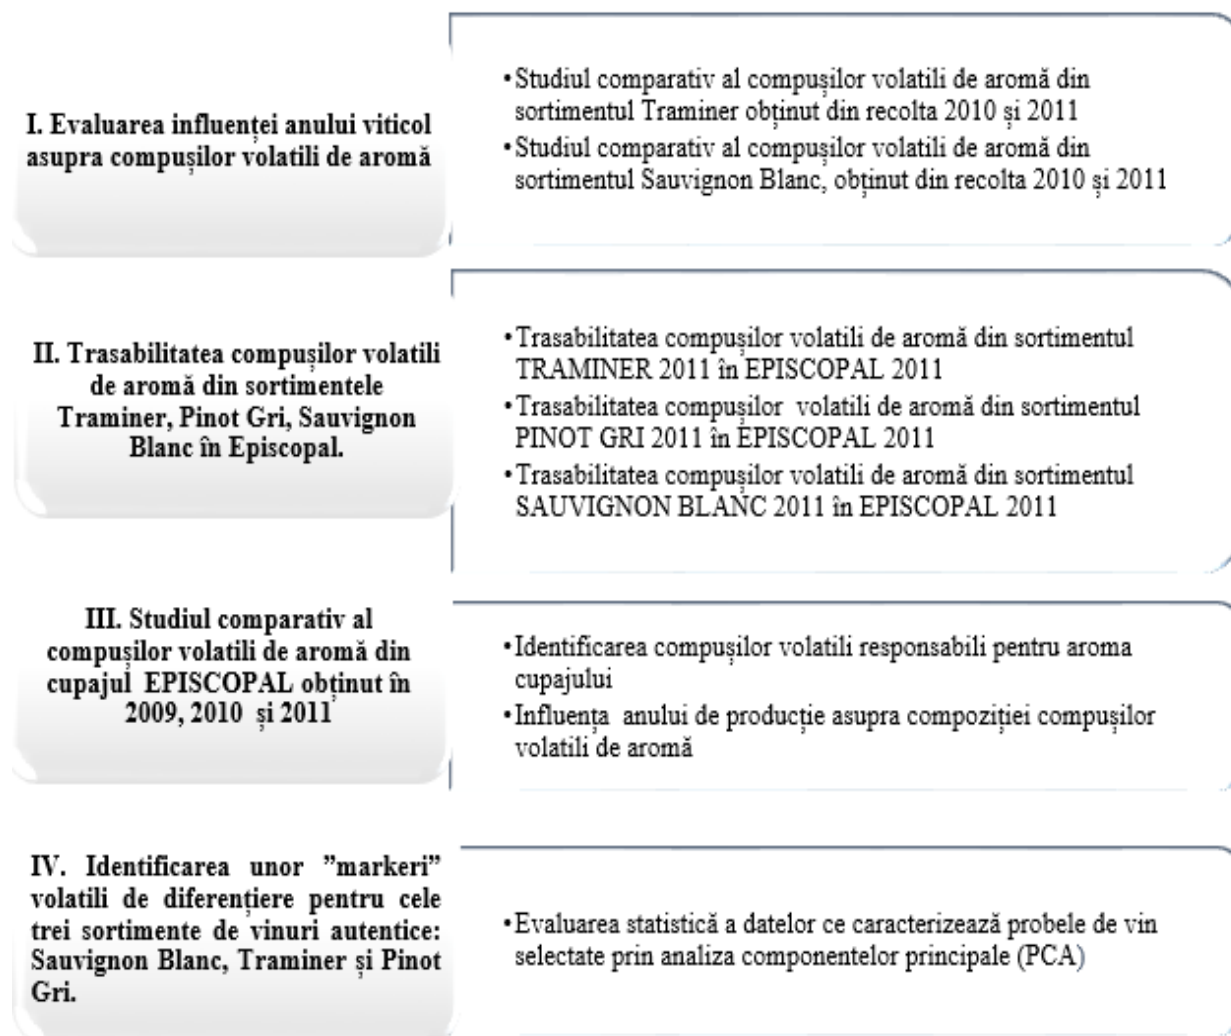 I. Evaluarea influenței anului viticol
asupra compușilor volatili de aromă
•Studiul comparativ al compușilor volatili de aromă din
sortimentul Traminer obținut din recolta 2010 și 2011
•Studiul comparativ al compușilor volatili de aromă din
sortimentul Sauvignon Blanc, obținut din recolta 2010 și 2011
II. Trasabilitatea compușilor volatili
de aromă din sortimentele
Traminer, Pinot Gri, Sauvignon
Blanc în Episcopal.
•Trasabilitatea compușilor volatili de aromă din sortimentul
TRAMINER 2011 în EPISCOPAL 2011
•Trasabilitatea compușilor volatili de aromă din sortimentul
PINOT GRI 2011 în EPISCOPAL 2011
•Trasabilitatea compușilor volatili de aromă din sortimentul
SAUVIGNON BLANC 2011 în EPISCOPAL 2011
III. Studiul comparativ al
compușilor volatili de aromă din
cupajul EPISCOPAL obținut în
2009, 2010 și 2011
•Identificarea compușilor volatili responsabili pentru aroma
cupajului
•Influența anului de producție asupra compoziției compușilor
volatili de aromă
IV. Identificarea unor ”markeri”
volatili de diferențiere pentru cele
trei sortimente de vinuri autentice:
Sauvignon Blanc, Traminer și Pinot
Gri.
•Evaluarea statistică a datelor ce caracterizează probele de vin
selectate prin analiza componentelor principale (PCA)